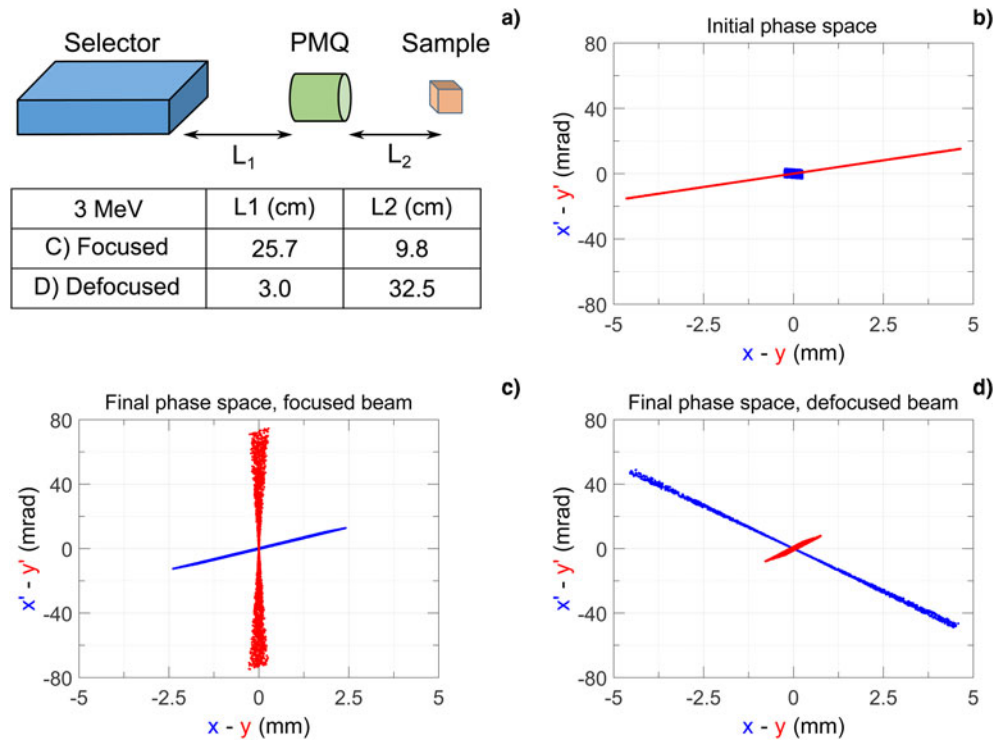 a)
Selector PMQ Sample
L₁ L₂
3 MeV L1 (cm) L2 (cm)
C) Focused 25.7 9.8
D) Defocused 3.0 32.5
b)
Initial phase space
80
40
0
-40
-80
x' - y' (mrad)
-5 -2.5 0 2.5 5
x - y (mm)
c)
Final phase space, focused beam
80
40
0
-40
-80
x' - y' (mrad)
-5 -2.5 0 2.5 5
x - y (mm)
d)
Final phase space, defocused beam
80
40
0
-40
-80
x' - y' (mrad)
-5 -2.5 0 2.5 5
x - y (mm)